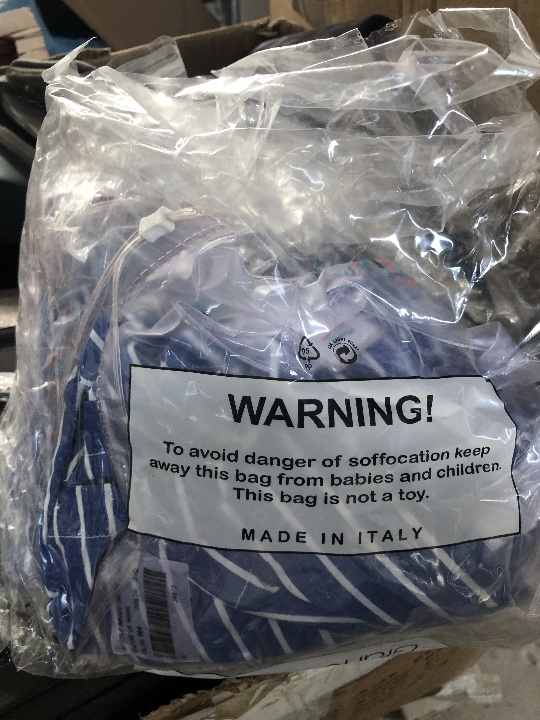 05
WARNING!
To avoid danger of soffocation keep
away this bag from babies and children.
This bag is not a toy.
MADE IN ITALY